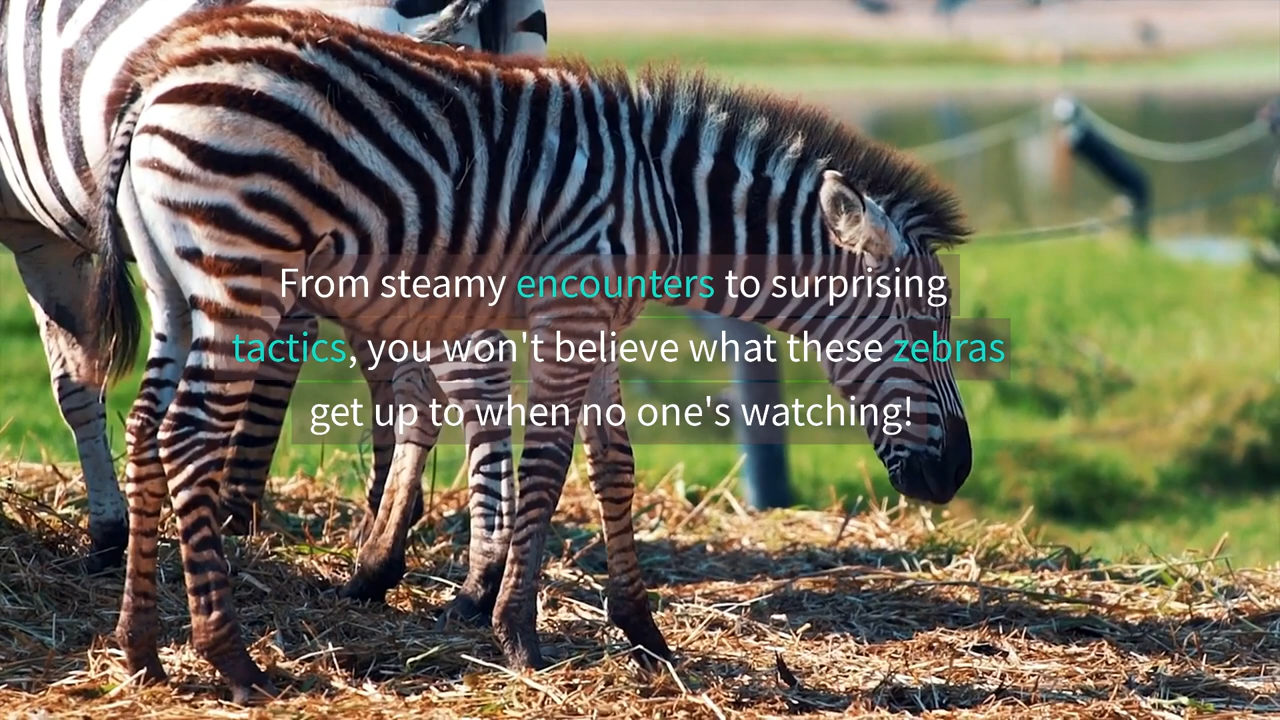 From steamy encounters to surprising
tactics, you won't believe what these zebras
get up to when no one's watching!